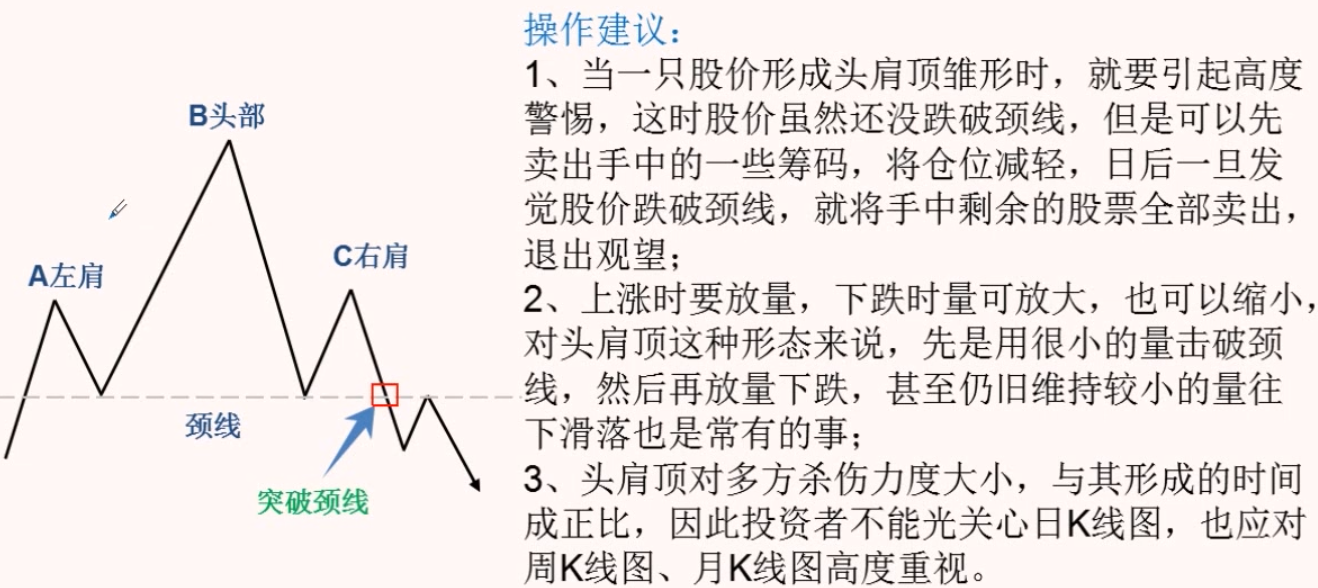 B头部
A左肩
C右肩
颈线
突破颈线
操作建议：
1、当一只股价形成头肩顶雏形时，就要引起高度
警惕，这时股价虽然还没跌破颈线，但是可以先
卖出手中的一些筹码，将仓位减轻，日后一旦发
觉股价跌破颈线，就将手中剩余的股票全部卖出，
退出观望；
2、上涨时要放量，下跌时量可放大，也可以缩小，
对头肩顶这种形态来说，先是用很小的量击破颈
线，然后再放量下跌，甚至仍旧维持较小的量往
下滑落也是常有的事；
3、头肩顶对多方杀伤力度大小，与其形成的时间
成正比，因此投资者不能光关心日K线图，也应对
周K线图、月K线图高度重视。